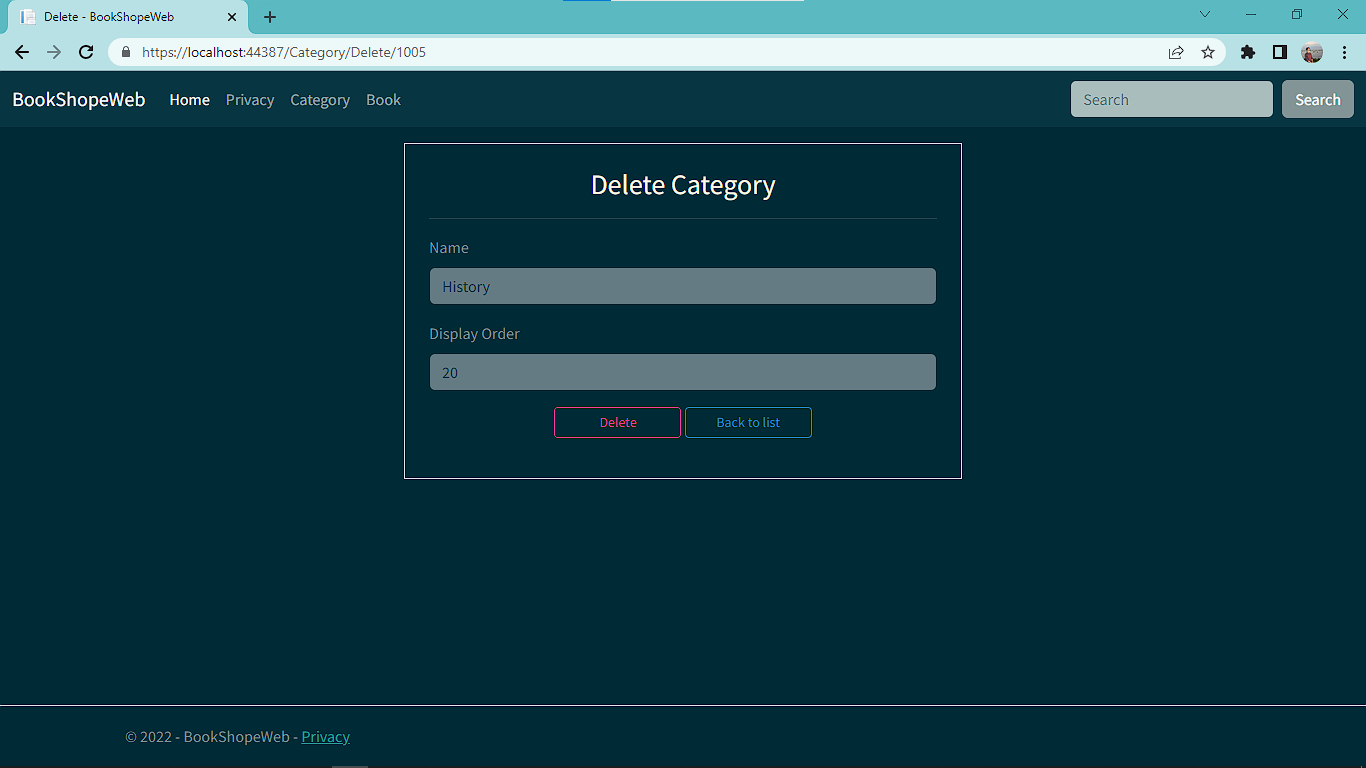 Delete - BookShopeWeb
https://localhost:44387/Category/Delete/1005
BookShopeWeb Home Privacy Category Book Search Search
Delete Category
Name
History
Display Order
20
Delete Back to list
© 2022 - BookShopeWeb - Privacy